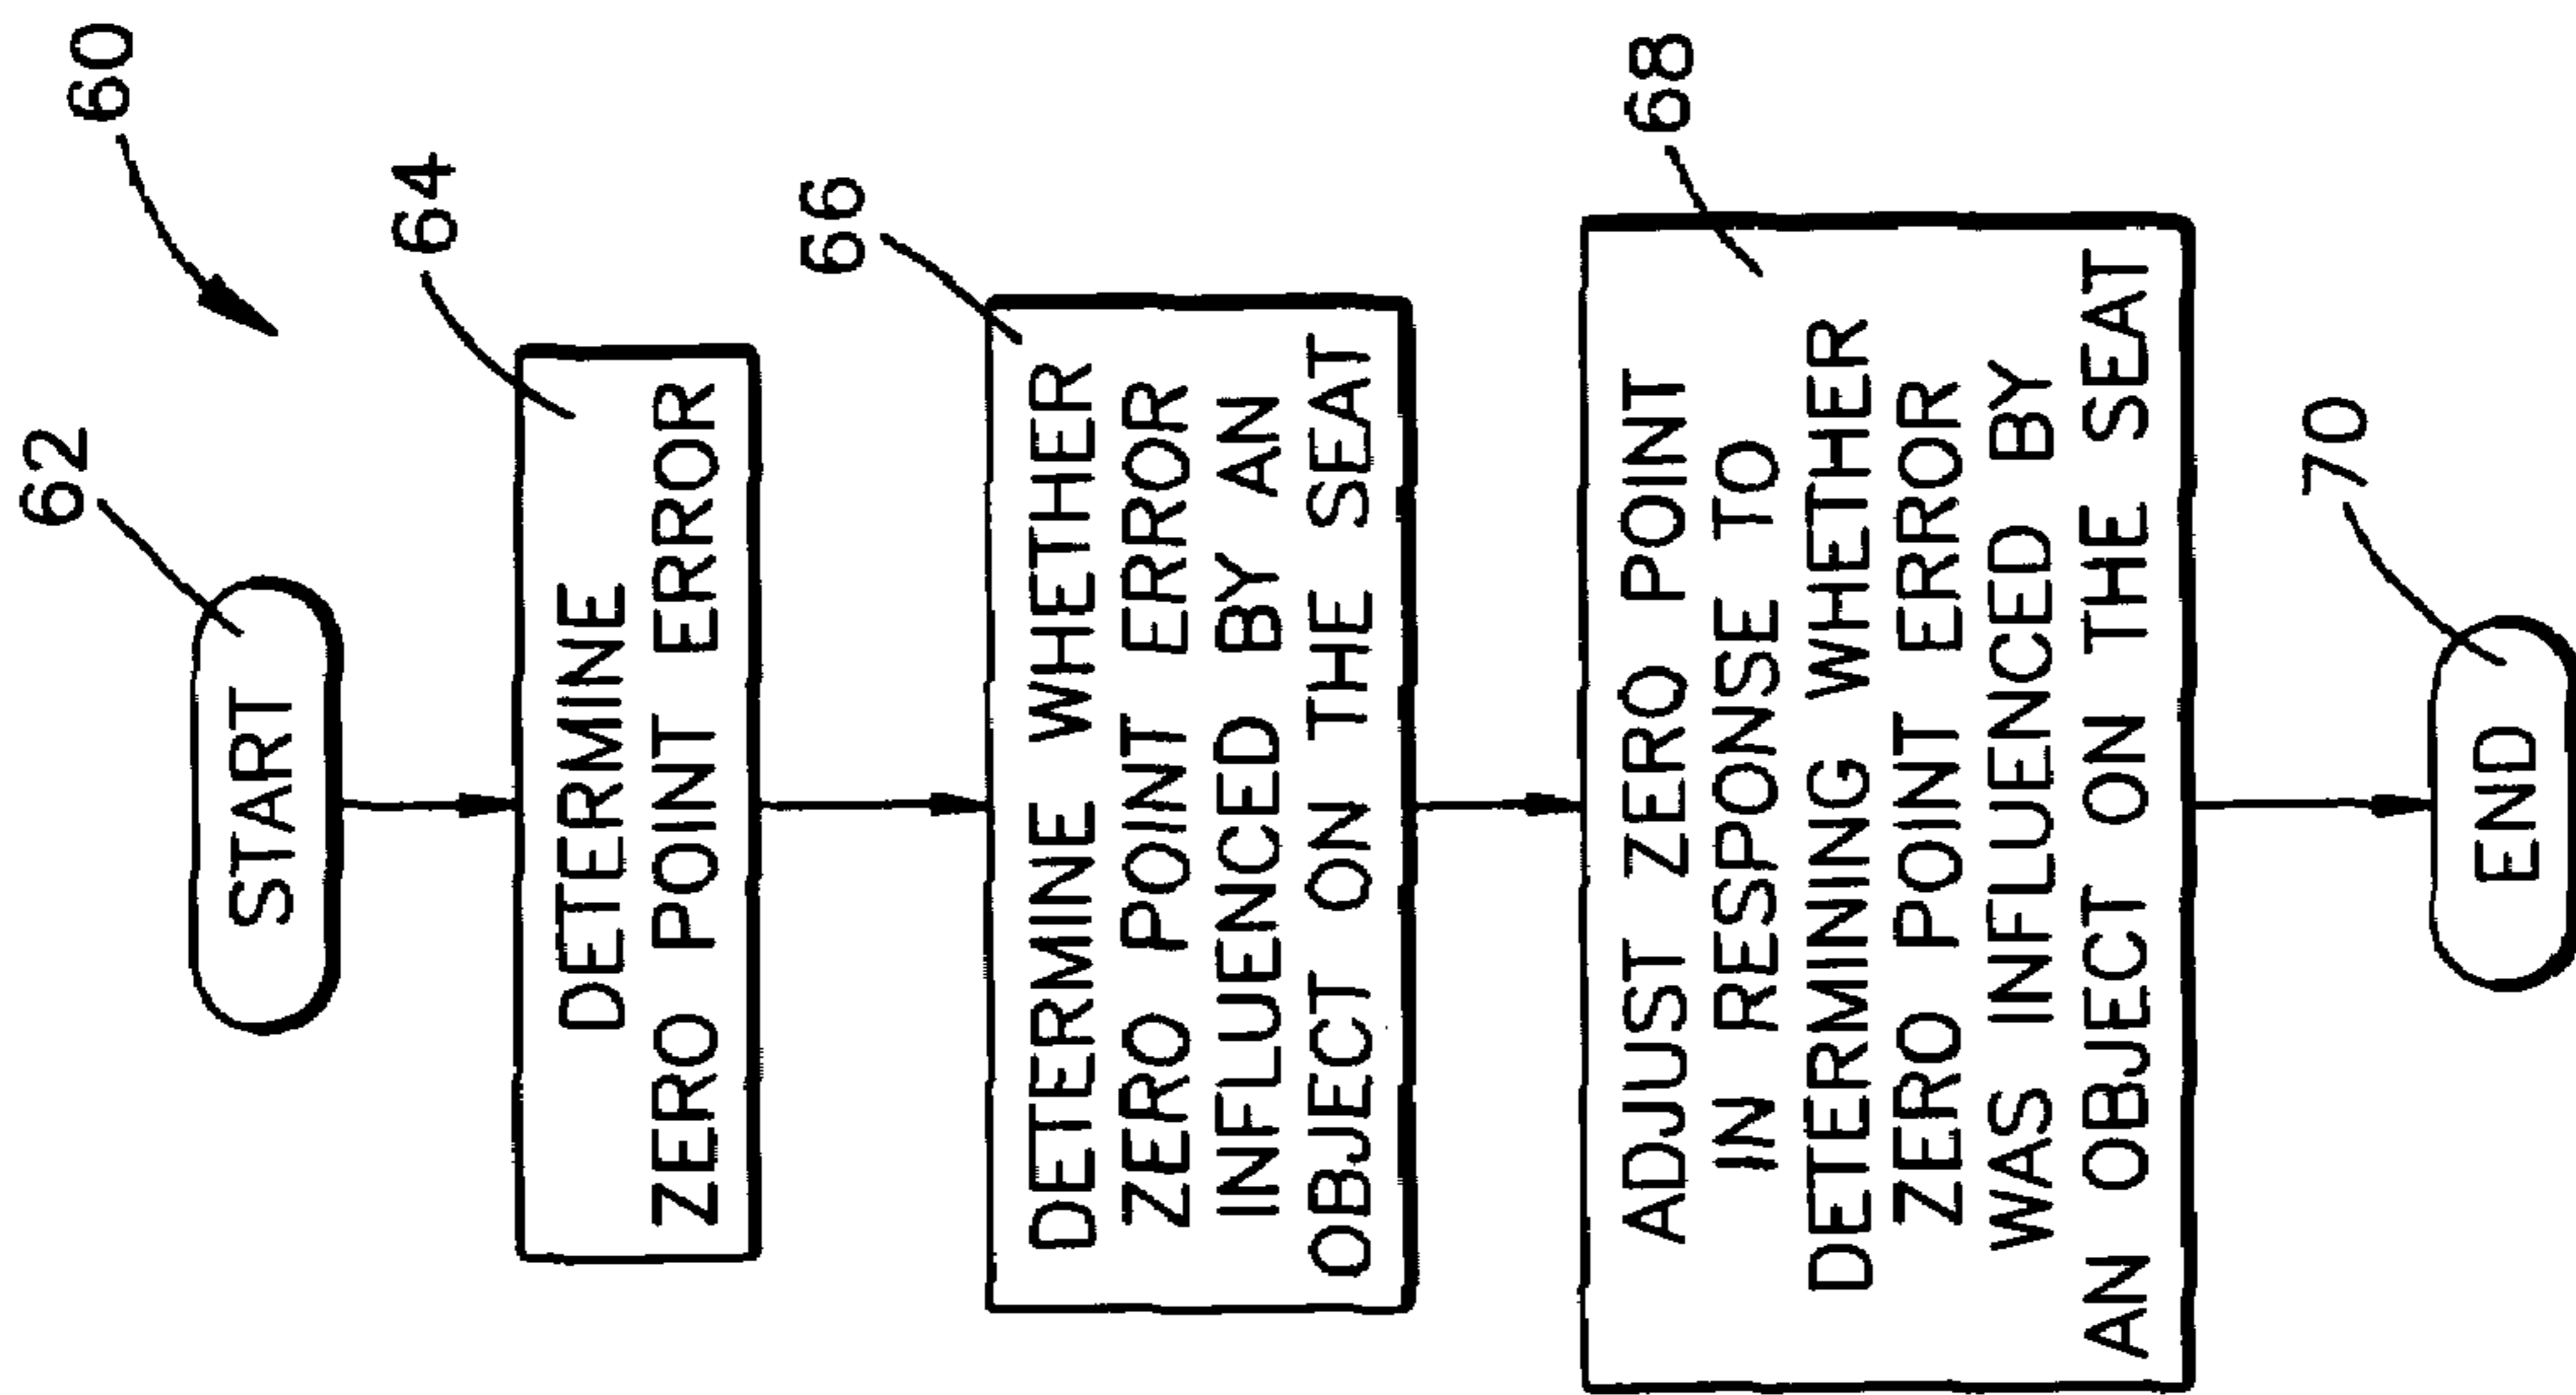 60
62
START
64
DETERMINE
ZERO POINT ERROR
66
DETERMINE WHETHER
ZERO POINT ERROR
INFLUENCED BY AN
OBJECT ON THE SEAT
68
ADJUST ZERO POINT
IN RESPONSE TO
DETERMINING WHETHER
ZERO POINT ERROR
WAS INFLUENCED BY
AN OBJECT ON THE SEAT
70
END